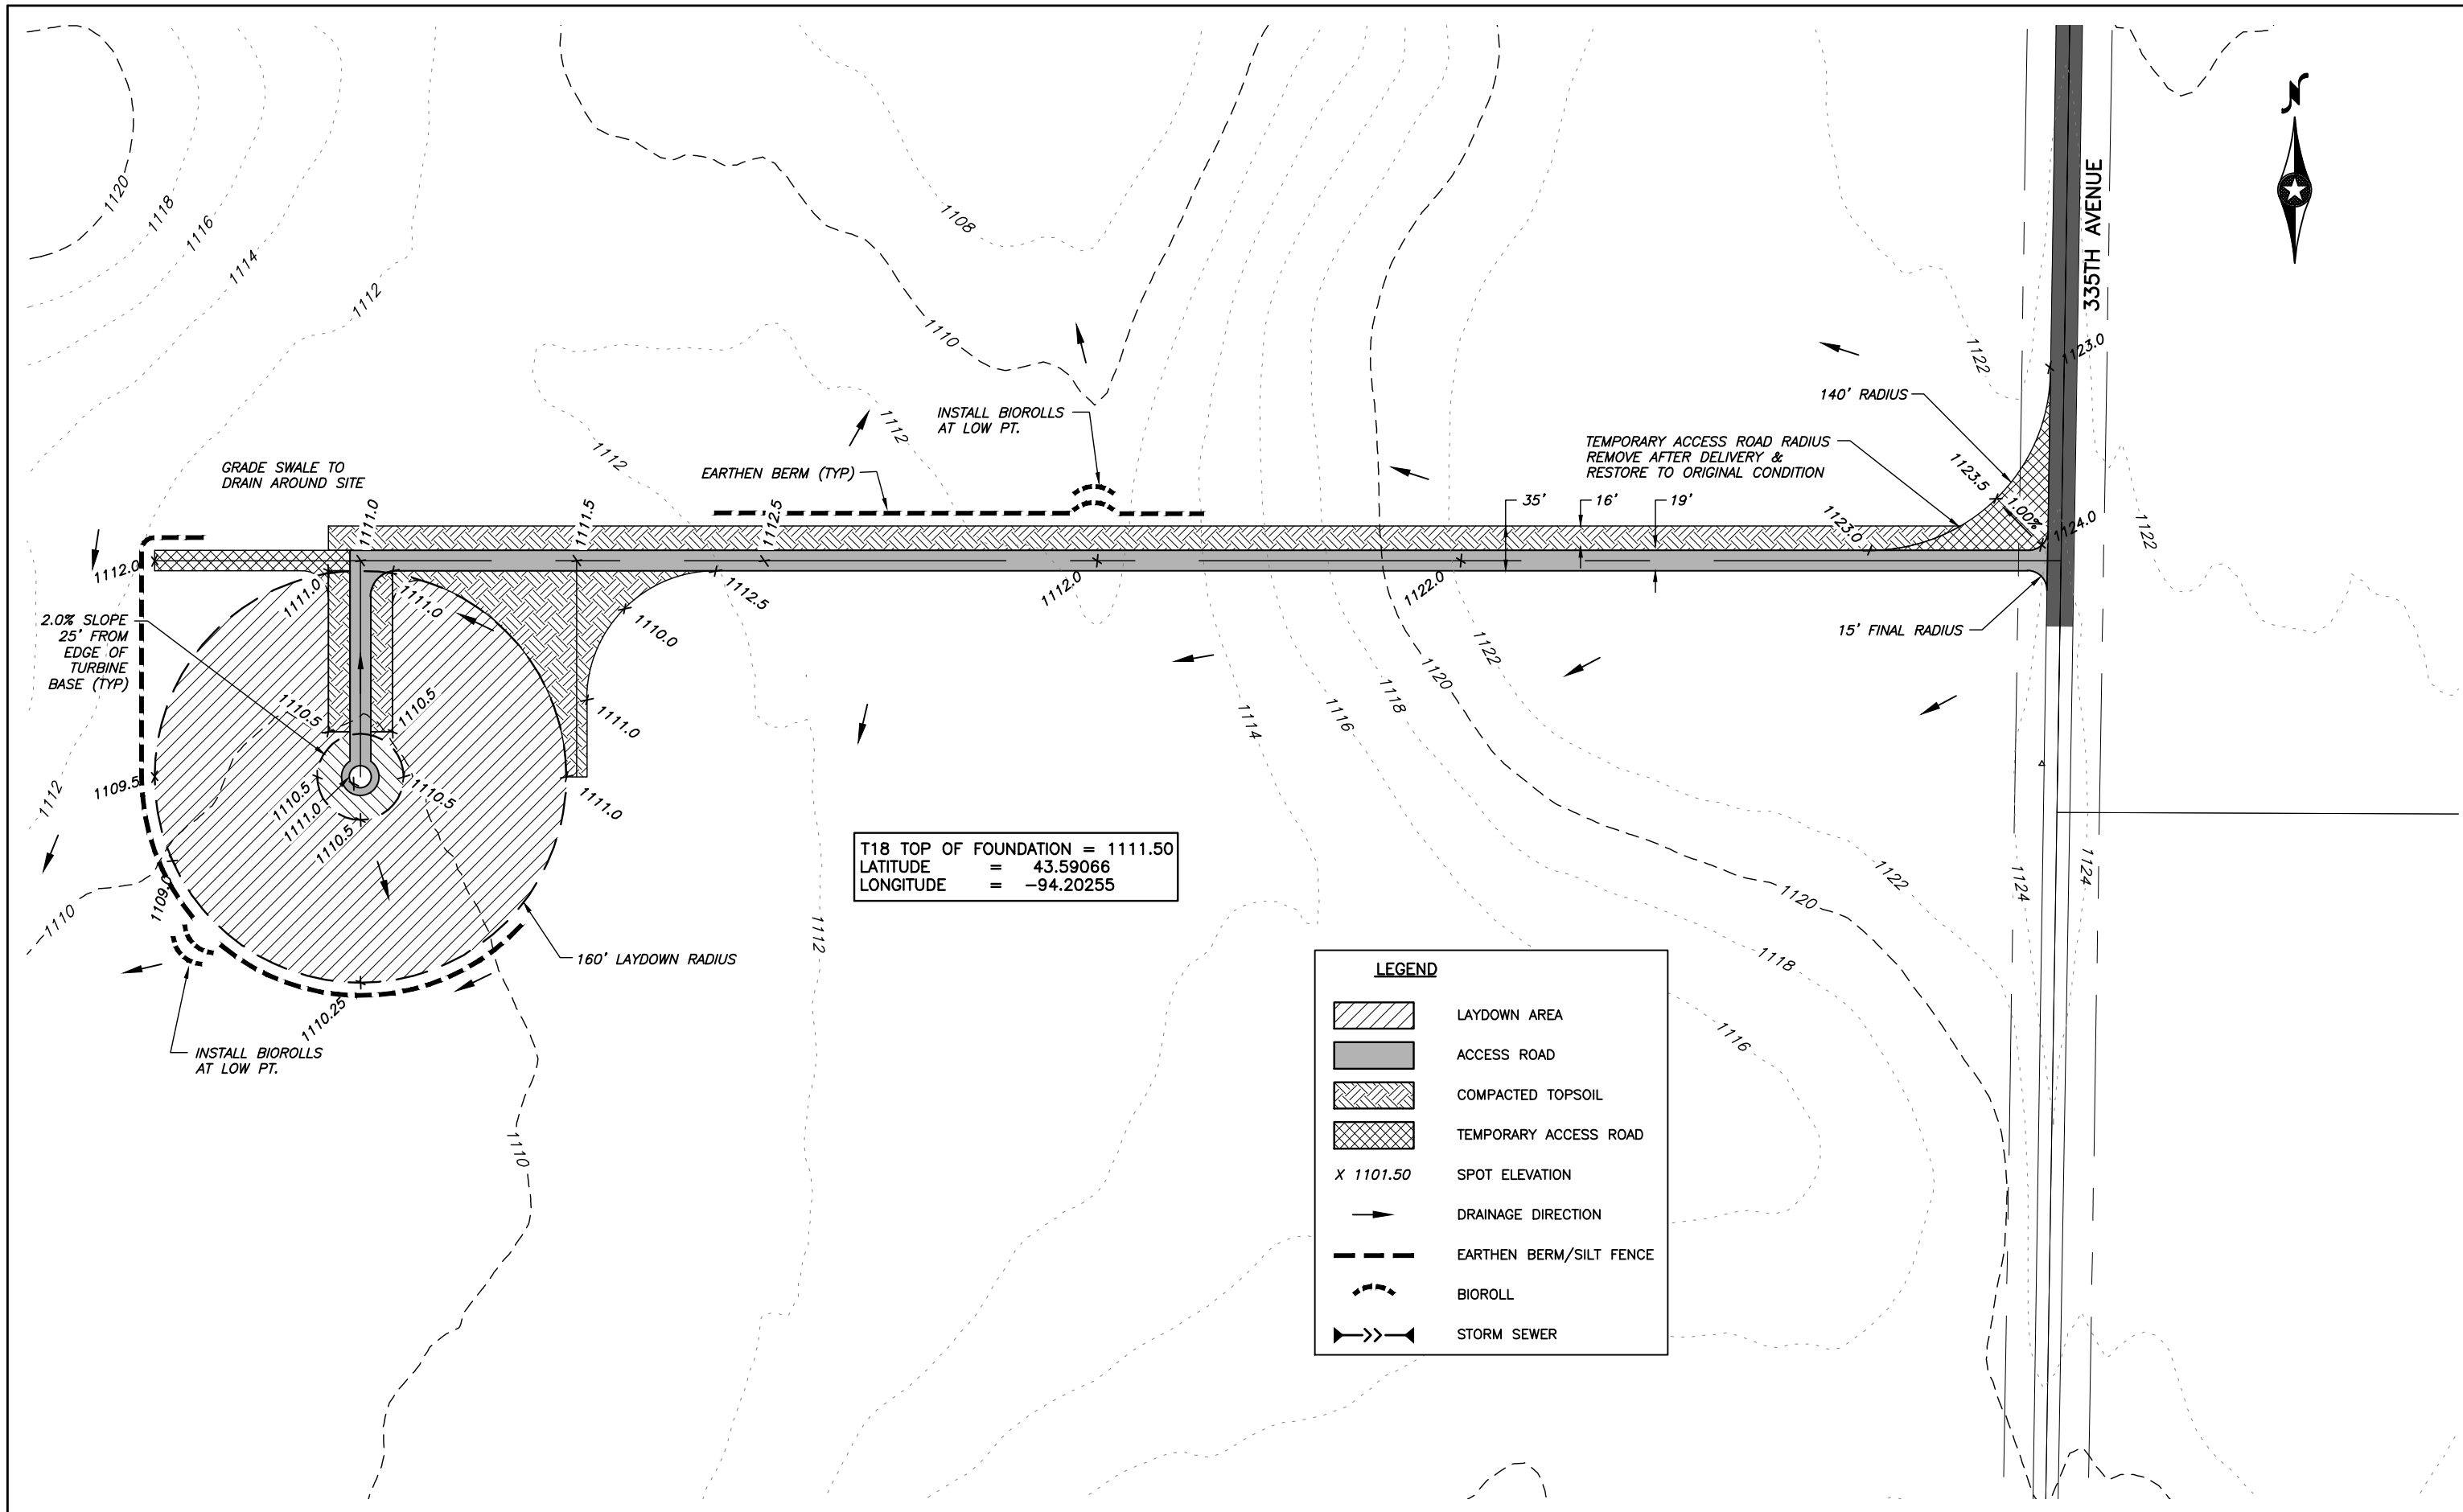 N
335TH AVENUE
1120
1118
1116
1114
1112
1108
1110
1112
1112
1122
1123.0
140' RADIUS
INSTALL BIOROLLS
AT LOW PT.
TEMPORARY ACCESS ROAD RADIUS
REMOVE AFTER DELIVERY &
RESTORE TO ORIGINAL CONDITION
GRADE SWALE TO
DRAIN AROUND SITE
EARTHEN BERM (TYP)
1111.0
1111.5
1112.5
35'
16'
19'
1123.0
1123.5
1.00%
1124.0
1122
1112.0
1111.0
1111.0
1112.5
1112.0
1122.0
2.0% SLOPE
25' FROM
EDGE OF
TURBINE
BASE (TYP)
1110.0
15' FINAL RADIUS
1110.5
1110.5
1111.0
1114
1116
1118
1120
1122
1112
1109.5
1110.5
1111.0
1110.5
1110.5
1111.0
T18 TOP OF FOUNDATION = 1111.50
LATITUDE = 43.59066
LONGITUDE = -94.20255
1110
1109.0
1112
1120
1122
1124
1124
160' LAYDOWN RADIUS
1110.25
1118
1116
INSTALL BIOROLLS
AT LOW PT.
1110
LEGEND
LAYDOWN AREA
ACCESS ROAD
COMPACTED TOPSOIL
TEMPORARY ACCESS ROAD
X 1101.50 SPOT ELEVATION
DRAINAGE DIRECTION
EARTHEN BERM/SILT FENCE
BIOROLL
STORM SEWER